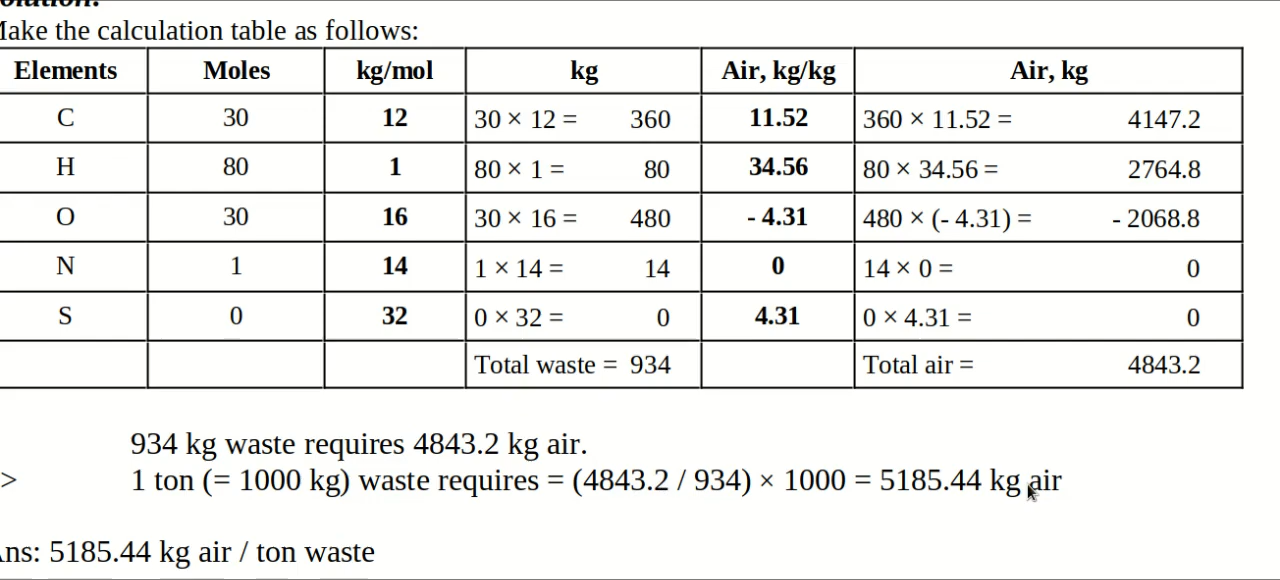 Make the calculation table as follows:
Elements Moles kg/mol kg Air, kg/kg Air, kg
C 30 12 30 × 12 = 360 11.52 360 × 11.52 = 4147.2
H 80 1 80 × 1 = 80 34.56 80 × 34.56 = 2764.8
O 30 16 30 × 16 = 480 - 4.31 480 × (- 4.31) = - 2068.8
N 1 14 1 × 14 = 14 0 14 × 0 = 0
S 0 32 0 × 32 = 0 4.31 0 × 4.31 = 0
Total waste = 934 Total air = 4843.2
934 kg waste requires 4843.2 kg air.
> 1 ton (= 1000 kg) waste requires = (4843.2 / 934) × 1000 = 5185.44 kg air
Ans: 5185.44 kg air / ton waste